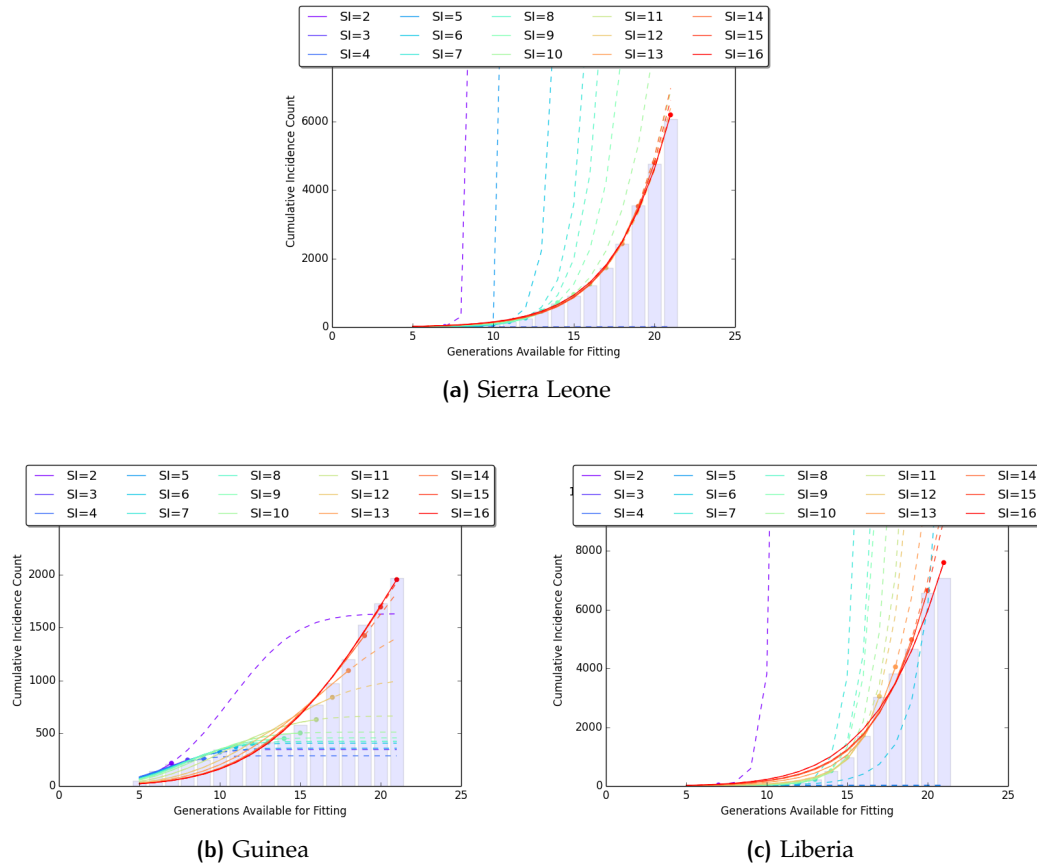 SI=2 SI=5 SI=8 SI=11 SI=14
SI=3 SI=6 SI=9 SI=12 SI=15
SI=4 SI=7 SI=10 SI=13 SI=16
6000
4000
2000
0
Cumulative Incidence Count
0 5 10 15 20 25
Generations Available for Fitting
(a) Sierra Leone
SI=2 SI=5 SI=8 SI=11 SI=14
SI=3 SI=6 SI=9 SI=12 SI=15
SI=4 SI=7 SI=10 SI=13 SI=16
2000
1500
1000
500
0
Cumulative Incidence Count
0 5 10 15 20 25
Generations Available for Fitting
(b) Guinea
SI=2 SI=5 SI=8 SI=11 SI=14
SI=3 SI=6 SI=9 SI=12 SI=15
SI=4 SI=7 SI=10 SI=13 SI=16
8000
6000
4000
2000
0
Cumulative Incidence Count
0 5 10 15 20 25
Generations Available for Fitting
(c) Liberia